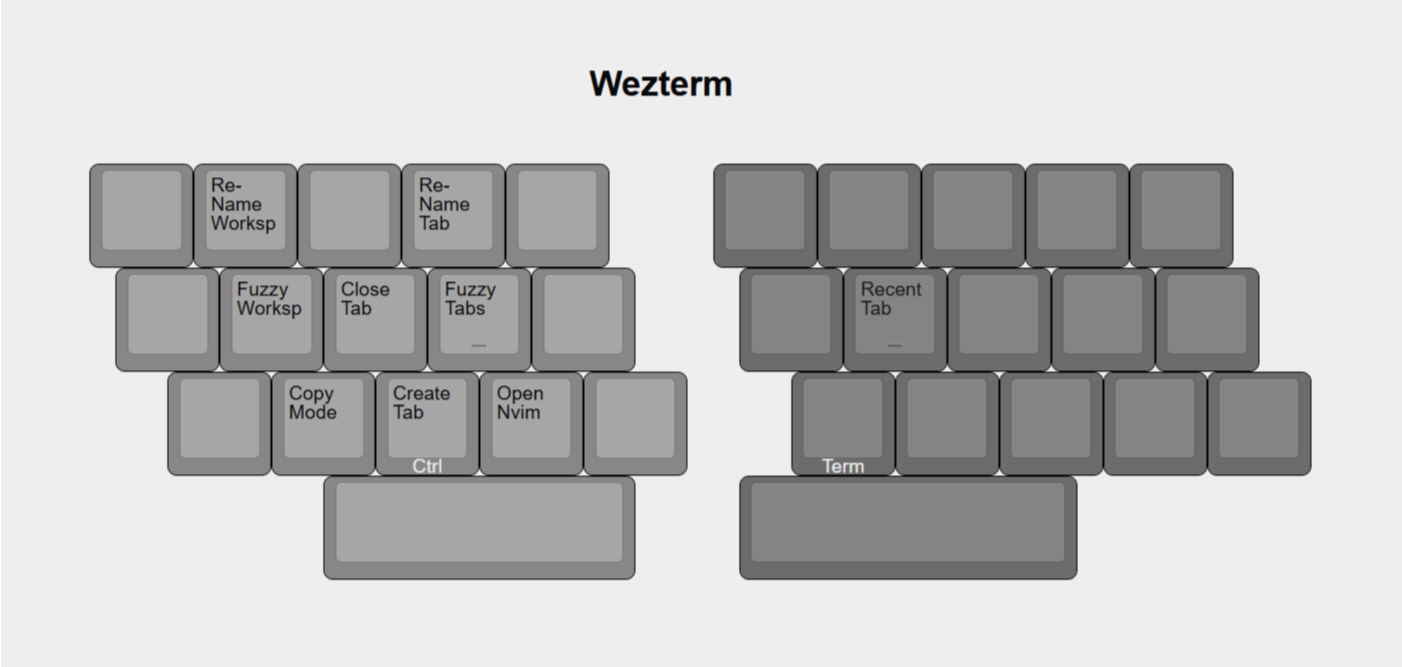 Wezterm
Re-
Name
Worksp
Re-
Name
Tab
Fuzzy
Worksp
Close
Tab
Fuzzy
Tabs
Recent
Tab
Copy
Mode
Create
Tab
Ctrl
Open
Nvim
Term